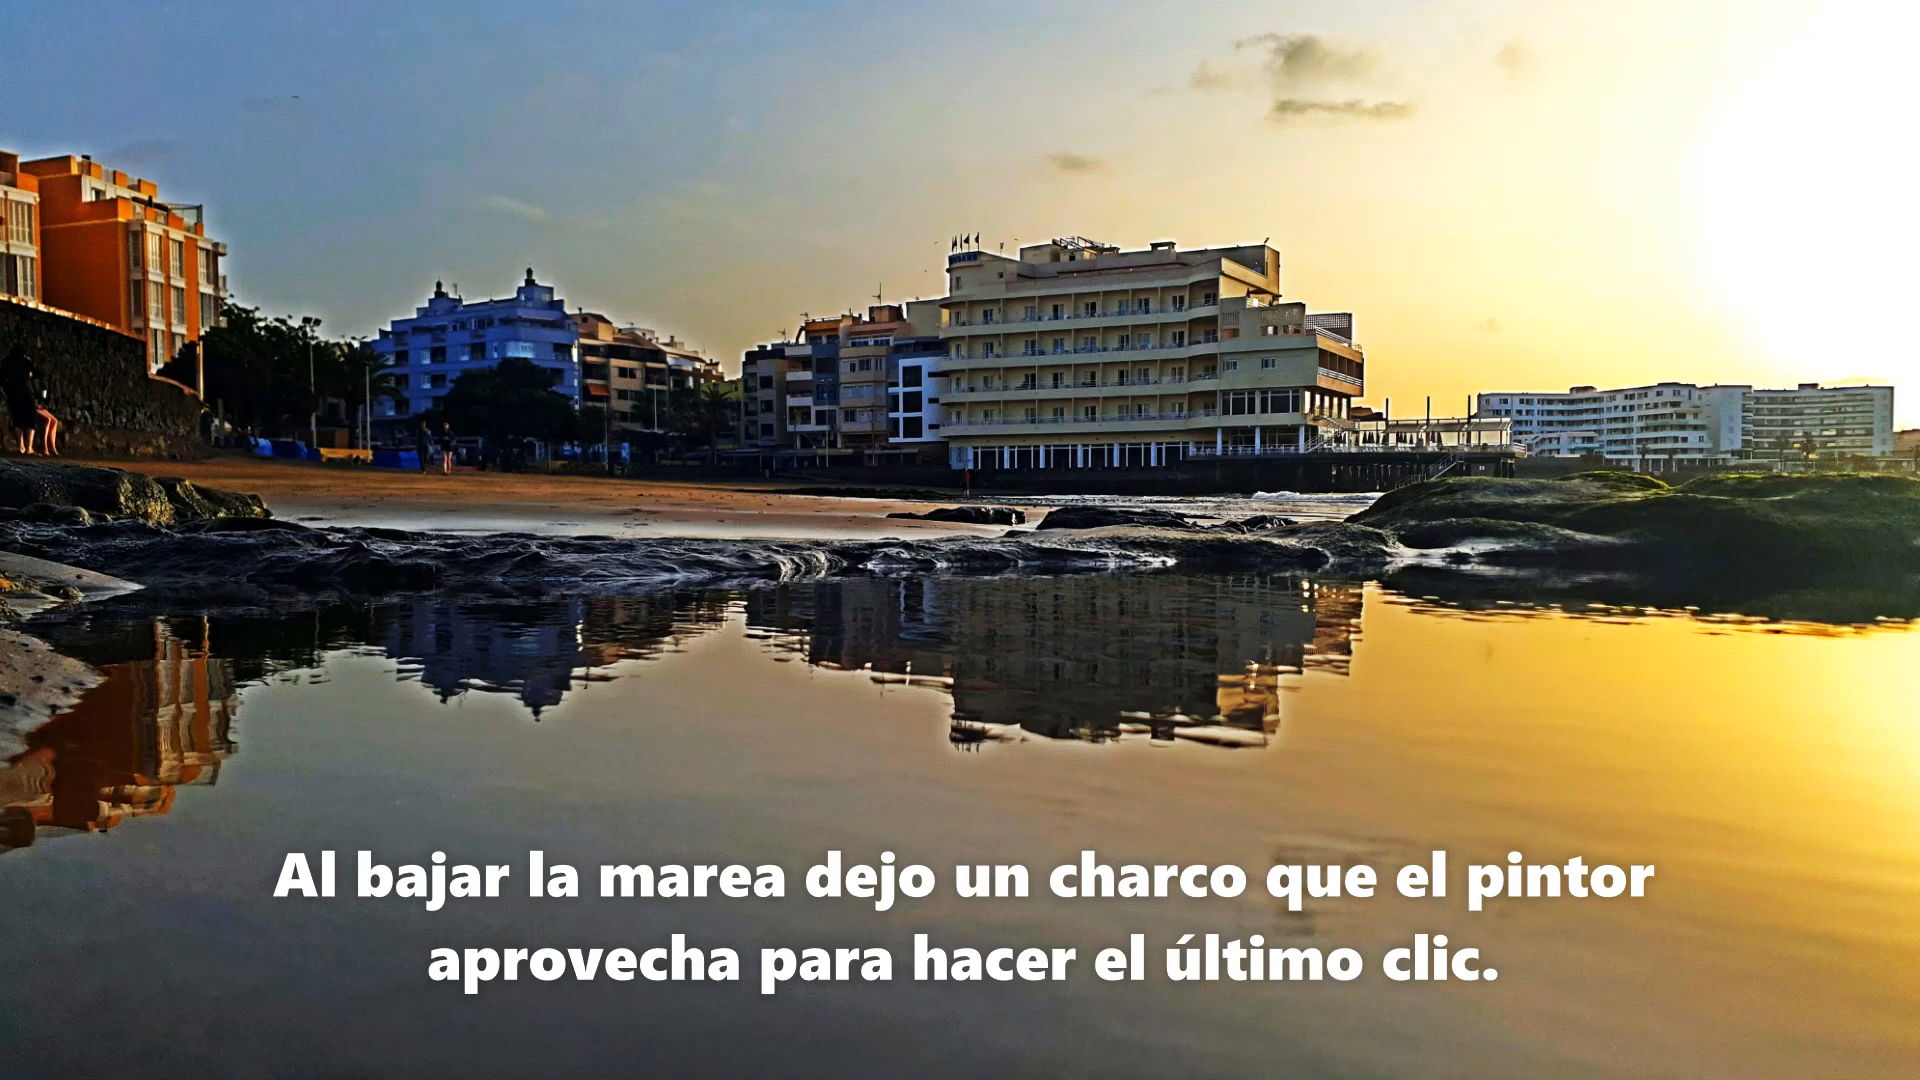 Al bajar la marea dejo un charco que el pintor
aprovecha para hacer el último clic.